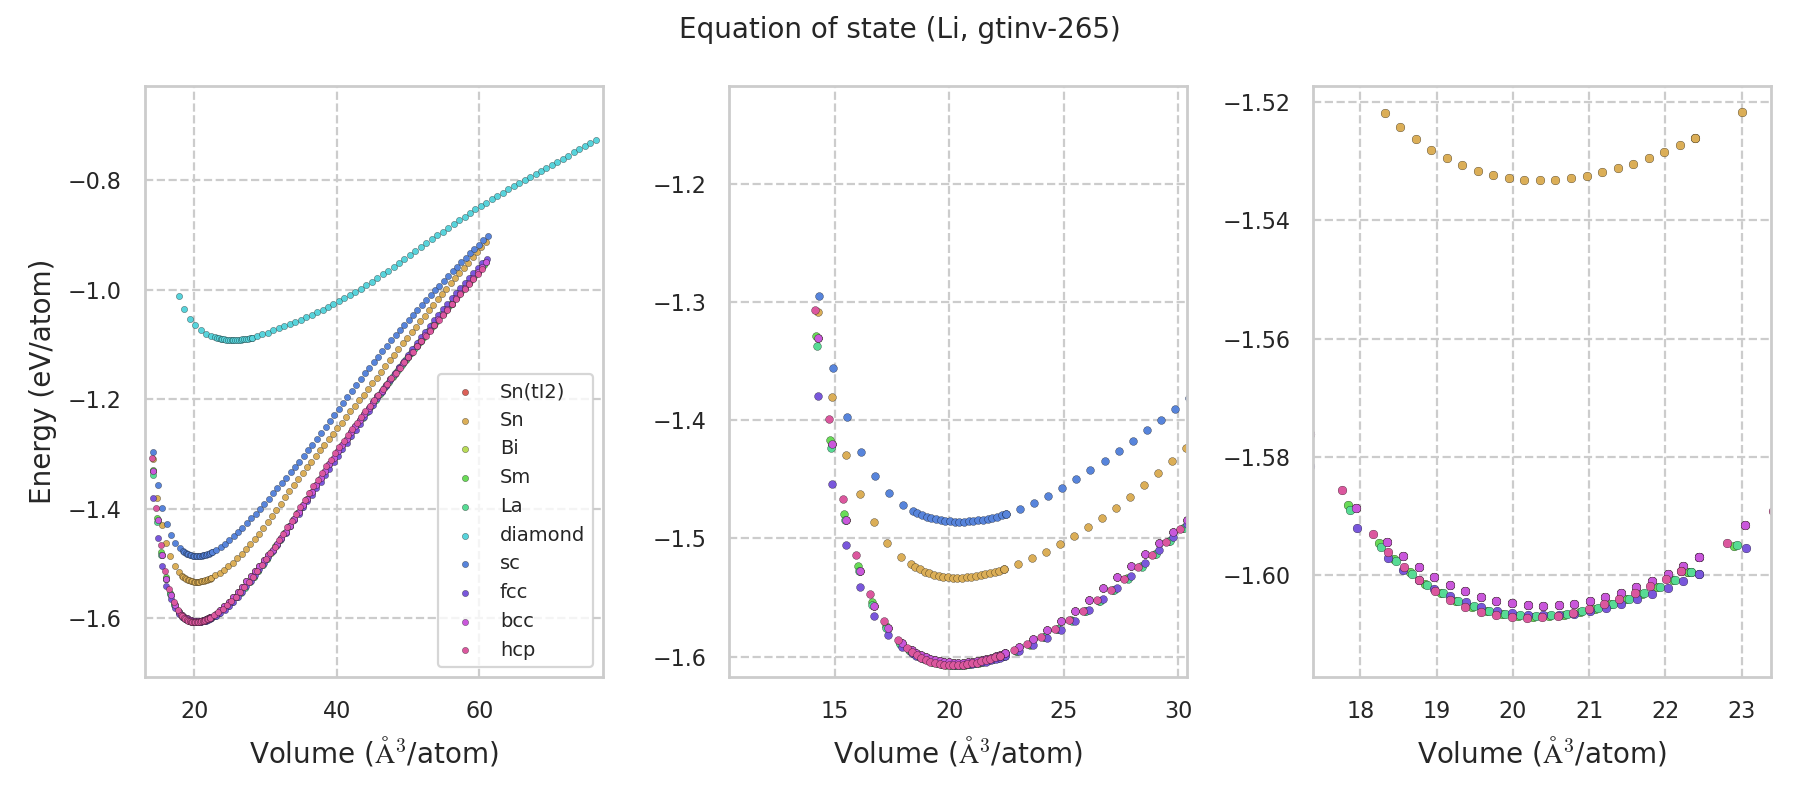 Equation of state (Li, gtinv-265)
Energy (eV/atom)
−0.8
−1.0
−1.2
−1.4
−1.6
20
40
60
Volume (Å³/atom)
Sn(tI2)
Sn
Bi
Sm
La
diamond
sc
fcc
bcc
hcp
−1.2
−1.3
−1.4
−1.5
−1.6
15
20
25
30
Volume (Å³/atom)
−1.52
−1.54
−1.56
−1.58
−1.60
18
19
20
21
22
23
Volume (Å³/atom)